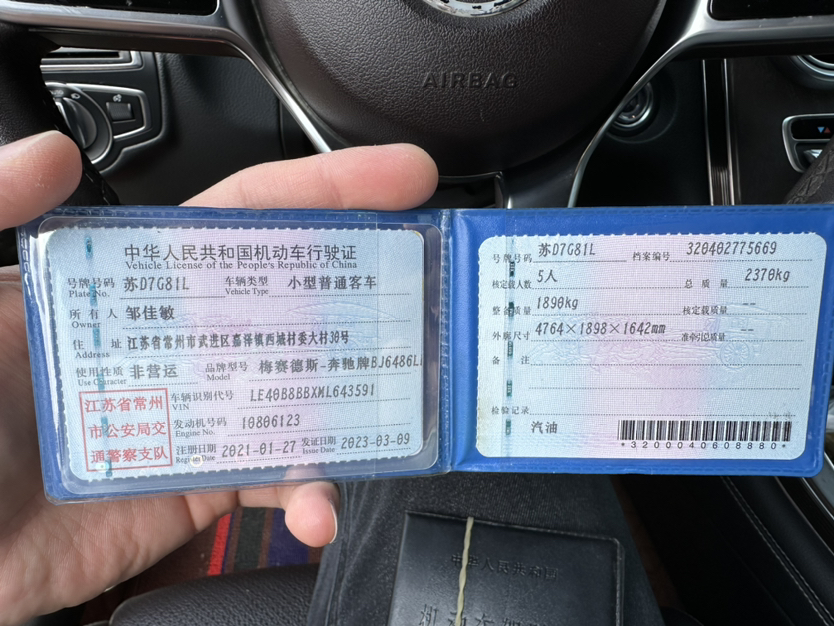 AIRBAG
中华人民共和国机动车行驶证
Vehicle License of the People's Republic of China
号牌号码 苏D7G81L 车辆类型 小型普通客车
Plate No. Vehicle Type
所有人 邹佳敏
Owner
住 址 江苏省常州市武进区嘉泽镇西城村委大村30号
Address
使用性质 非营运 品牌型号 梅赛德斯-奔驰牌BJ6486L
Use Character Model
江苏省常州
市公安局交
通警察支队
车辆识别代号 LE40B8BBXML643591
VIN
发动机号码 10806123
Engine No.
注册日期 2021-01-27 发证日期 2023-03-09
Register Date Issue Date
号牌号码 苏D7G81L 档案编号 320402775669
核定载人数 5人 总质量 2370kg
整备质量 1890kg 核定载质量 --
外廓尺寸 4764×1898×1642mm 准牵引总质量 --
备 注
检验记录
汽油
*3200040608880*
中华人民共和国